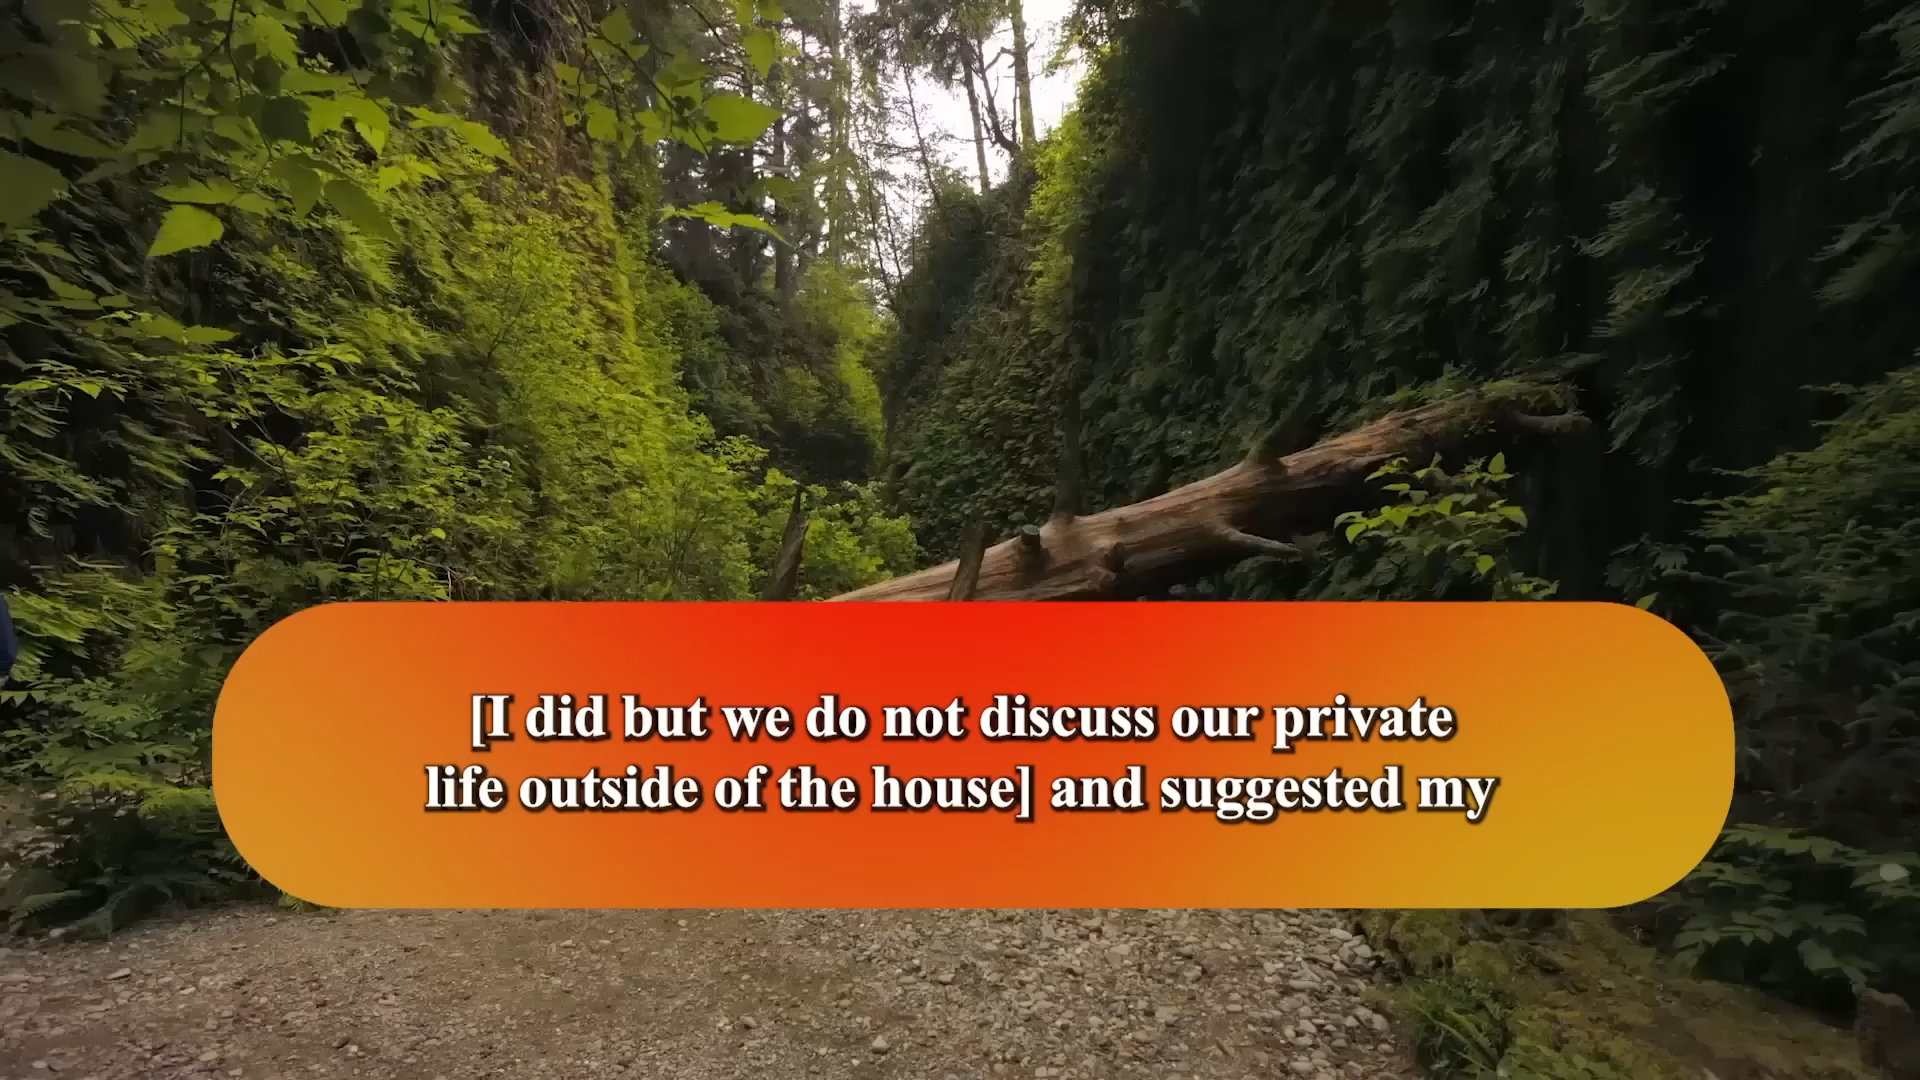 [I did but we do not discuss our private
life outside of the house] and suggested my